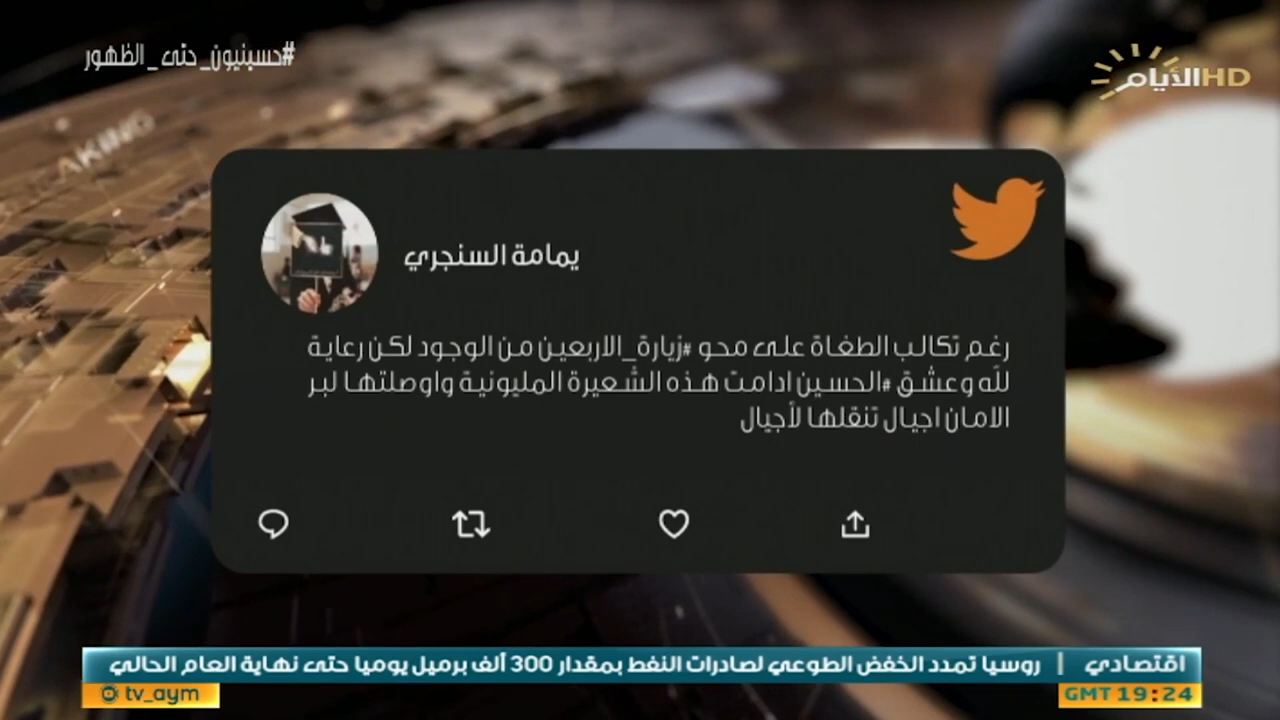 #حسينيون_حتى_الظهور
الأيام HD
AKING
يمامة السنجري
رغم تكالب الطغاة على محو #زيارة_الاربعين من الوجود لكن رعاية
لله وعشق #الحسين ادامت هذه الشعيرة المليونية واوصلتها لبر
الامان اجيال تنقلها لأجيال
اقتصادي | روسيا تمدد الخفض الطوعي لصادرات النفط بمقدار 300 ألف برميل يوميا حتى نهاية العام الحالي
tv_aym
GMT 19:24